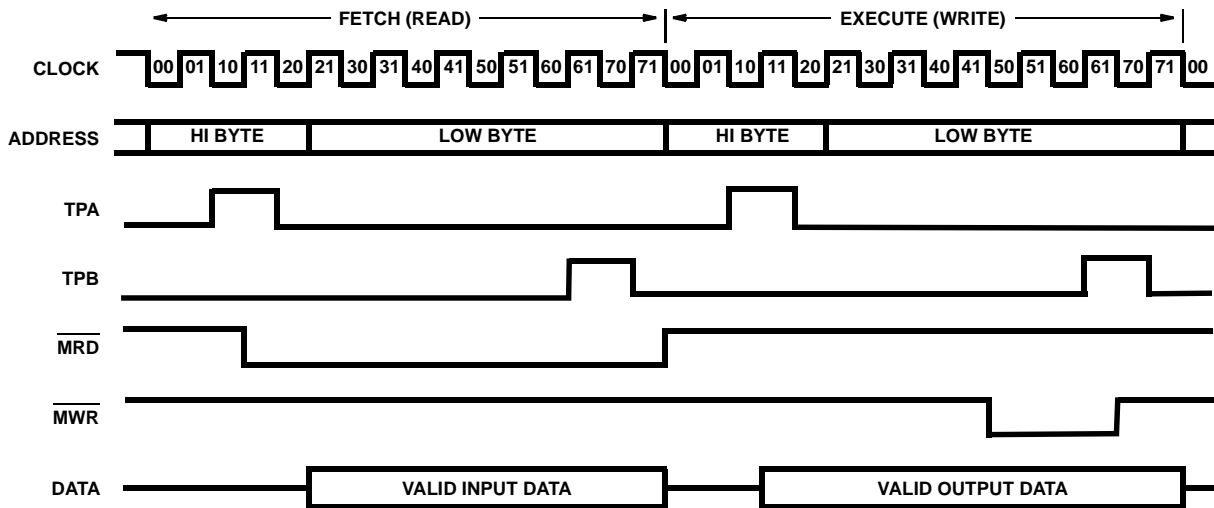 FETCH (READ) EXECUTE (WRITE)
CLOCK 00 01 10 11 20 21 30 31 40 41 50 51 60 61 70 71 00 01 10 11 20 21 30 31 40 41 50 51 60 61 70 71 00
ADDRESS HI BYTE LOW BYTE HI BYTE LOW BYTE
TPA
TPB
MRD
MWR
DATA VALID INPUT DATA VALID OUTPUT DATA